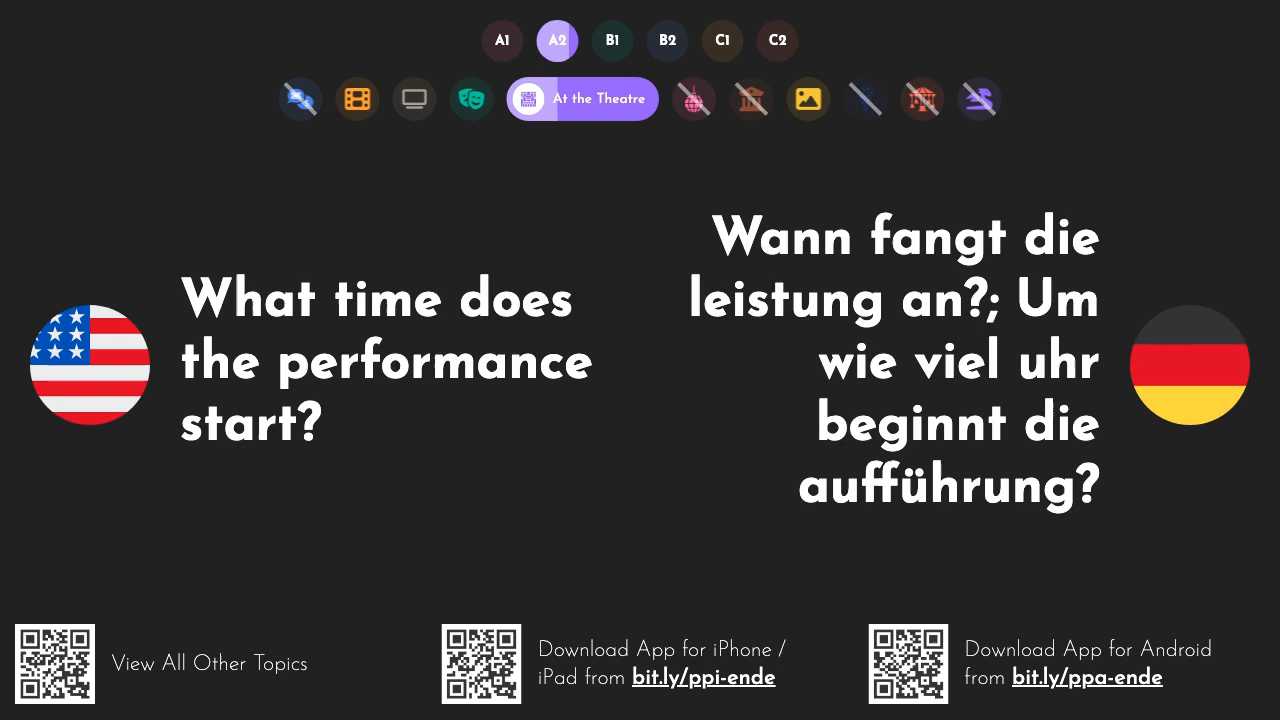 A1 A2 B1 B2 C1 C2
At the Theatre
What time does
the performance
start?
Wann fangt die
leistung an?; Um
wie viel uhr
beginnt die
aufführung?
View All Other Topics
Download App for iPhone /
iPad from bit.ly/ppi-ende
Download App for Android
from bit.ly/ppa-ende